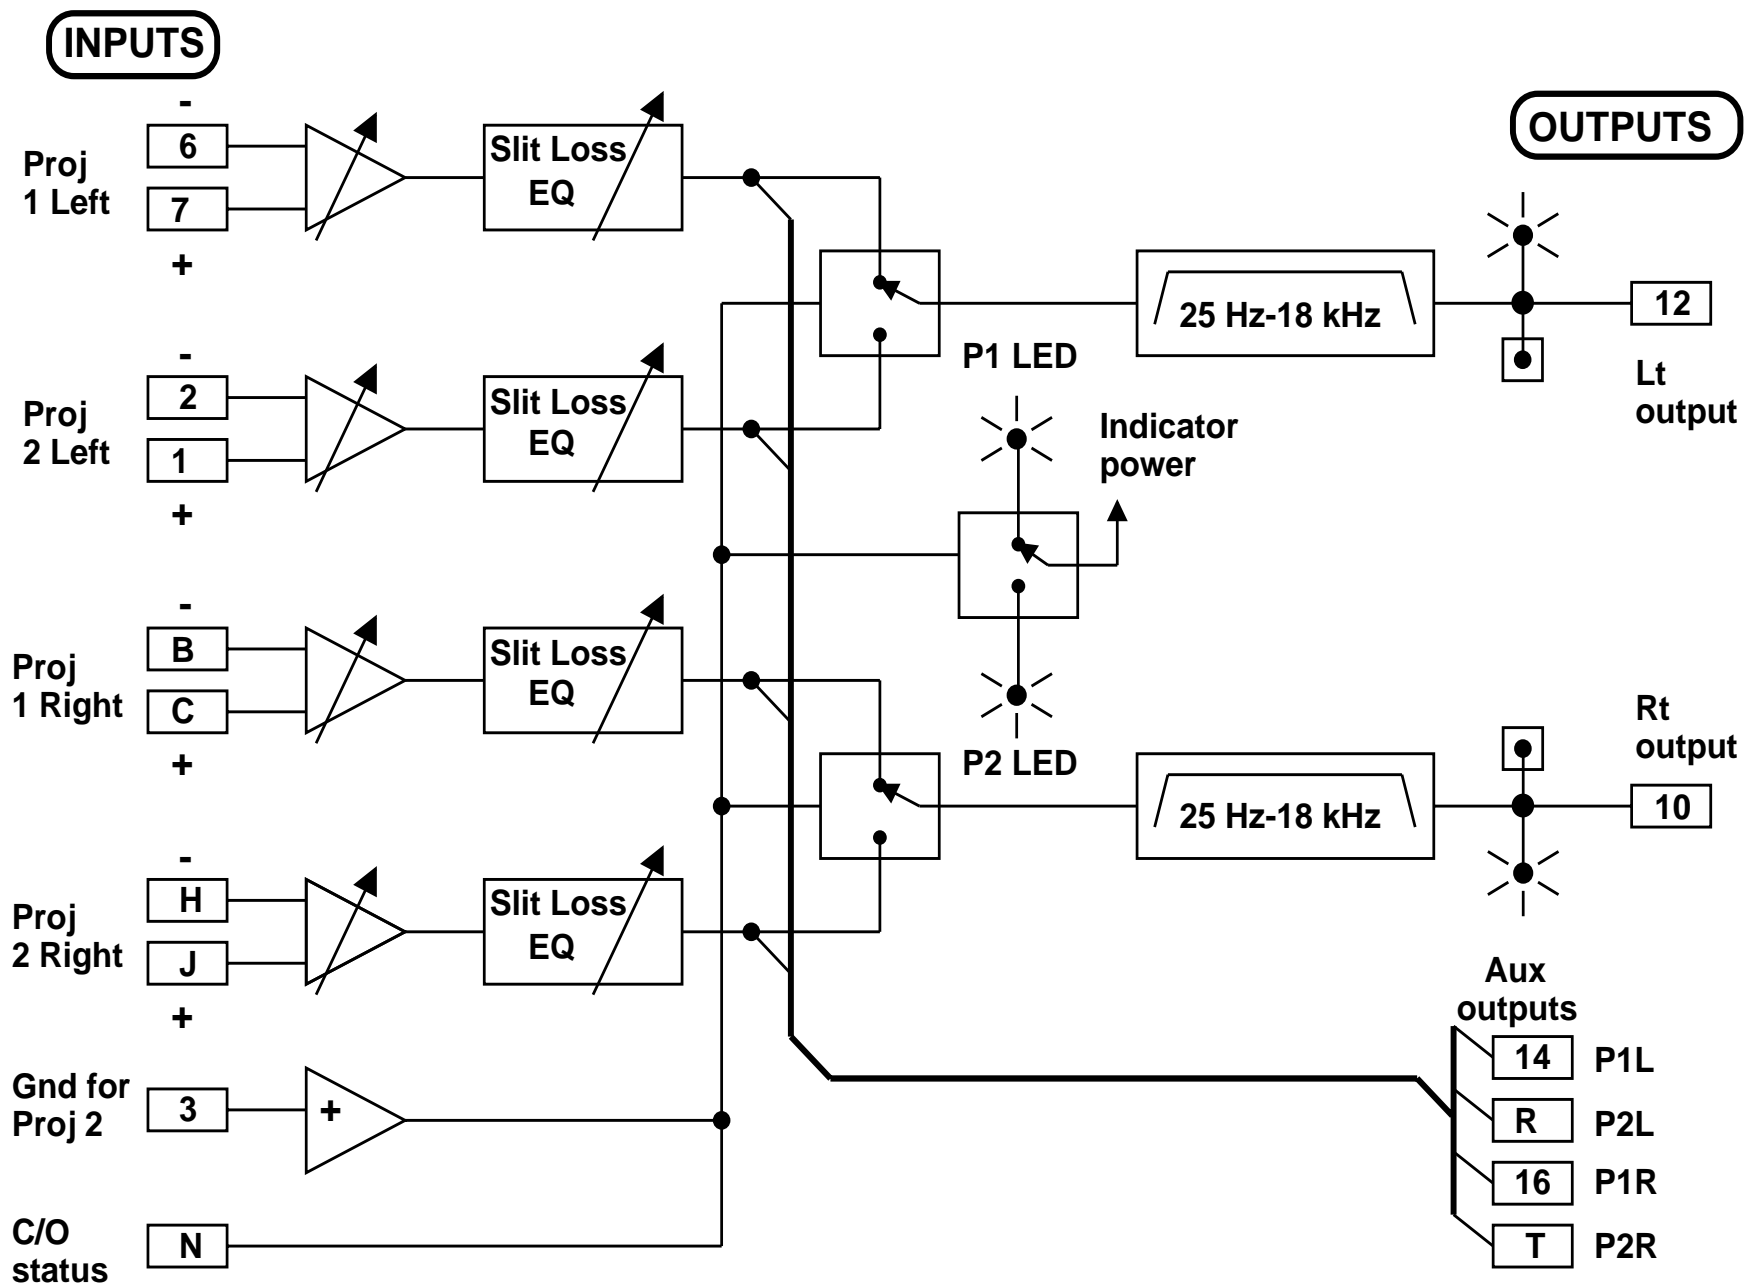 INPUTS
OUTPUTS
-
6
Proj
1 Left
7
+
Slit Loss
EQ
-
2
Proj
2 Left
1
+
Slit Loss
EQ
-
B
Proj
1 Right
C
+
Slit Loss
EQ
-
H
Proj
2 Right
J
+
Slit Loss
EQ
Gnd for
Proj 2
3
+
C/O
status
N
25 Hz-18 kHz
12
Lt
output
P1 LED
Indicator
power
P2 LED
25 Hz-18 kHz
Rt
output
10
Aux
outputs
14 P1L
R P2L
16 P1R
T P2R